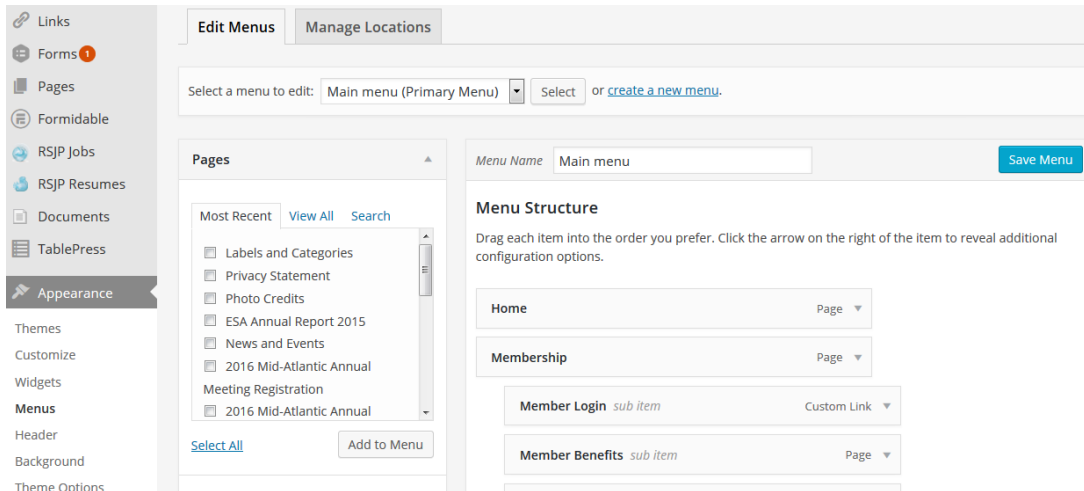 Links
Forms 1
Pages
Formidable
RSJP Jobs
RSJP Resumes
Documents
TablePress
Appearance
Themes
Customize
Widgets
Menus
Header
Background
Theme Options
Edit Menus
Manage Locations
Select a menu to edit: Main menu (Primary Menu) Select or create a new menu.
Pages
Most Recent View All Search
Labels and Categories
Privacy Statement
Photo Credits
ESA Annual Report 2015
News and Events
2016 Mid-Atlantic Annual
Meeting Registration
2016 Mid-Atlantic Annual
Select All Add to Menu
Menu Name Main menu Save Menu
Menu Structure
Drag each item into the order you prefer. Click the arrow on the right of the item to reveal additional
configuration options.
Home Page
Membership Page
Member Login sub item Custom Link
Member Benefits sub item Page